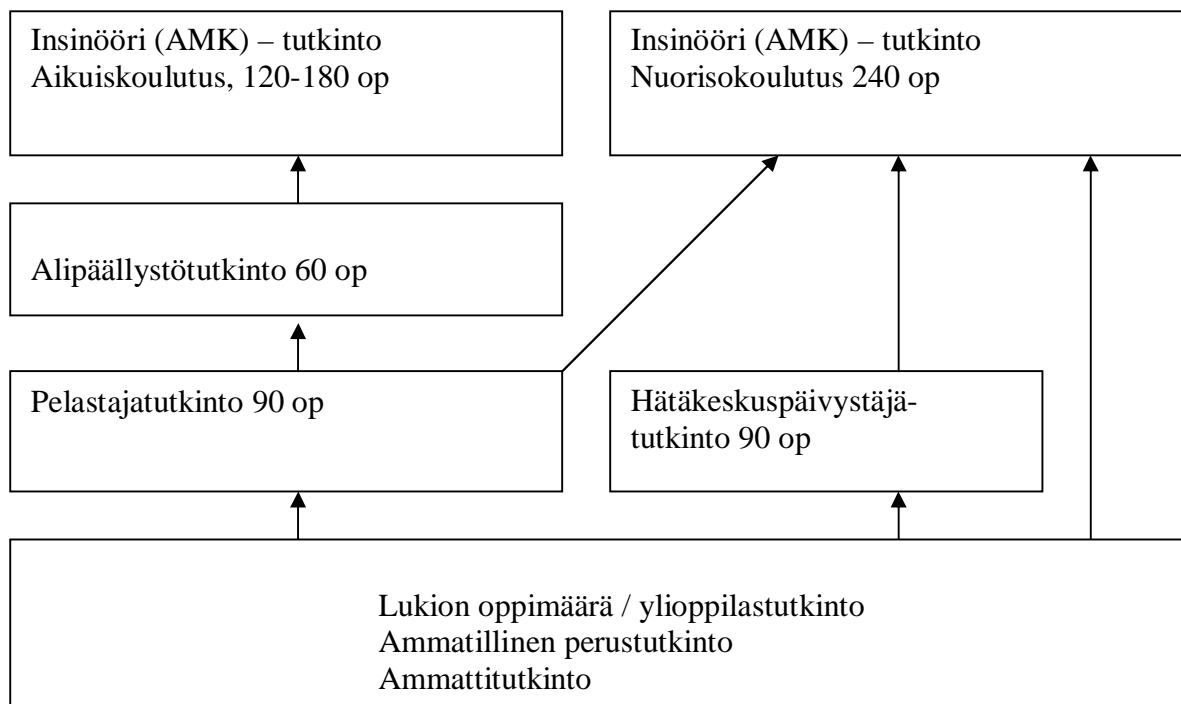 Insinööri (AMK) – tutkinto
Aikuiskoulutus, 120-180 op
Insinööri (AMK) – tutkinto
Nuorisokoulutus 240 op
Alipäällystötutkinto 60 op
Pelastajatutkinto 90 op
Hätäkeskuspäivystäjä-
tutkinto 90 op
Lukion oppimäärä / ylioppilastutkinto
Ammatillinen perustutkinto
Ammattitutkinto